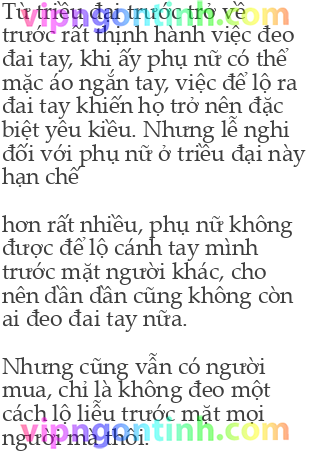 vipngontinh.com
Từ triều đại trước trở về
trước rất thịnh hành việc đeo
đai tay, khi ấy phụ nữ có thể
mặc áo ngắn tay, việc để lộ ra
đai tay khiến họ trở nên đặc
biệt yêu kiều. Nhưng lễ nghi
đối với phụ nữ ở triều đại này
hạn chế
hơn rất nhiều, phụ nữ không
được để lộ cánh tay mình
trước mặt người khác, cho
nên dần dần cũng không còn
ai đeo đai tay nữa.
Nhưng cũng vẫn có người
mua, chỉ là không đeo một
cách lộ liễu trước mặt mọi
người mà thôi.
vipngontinh.com